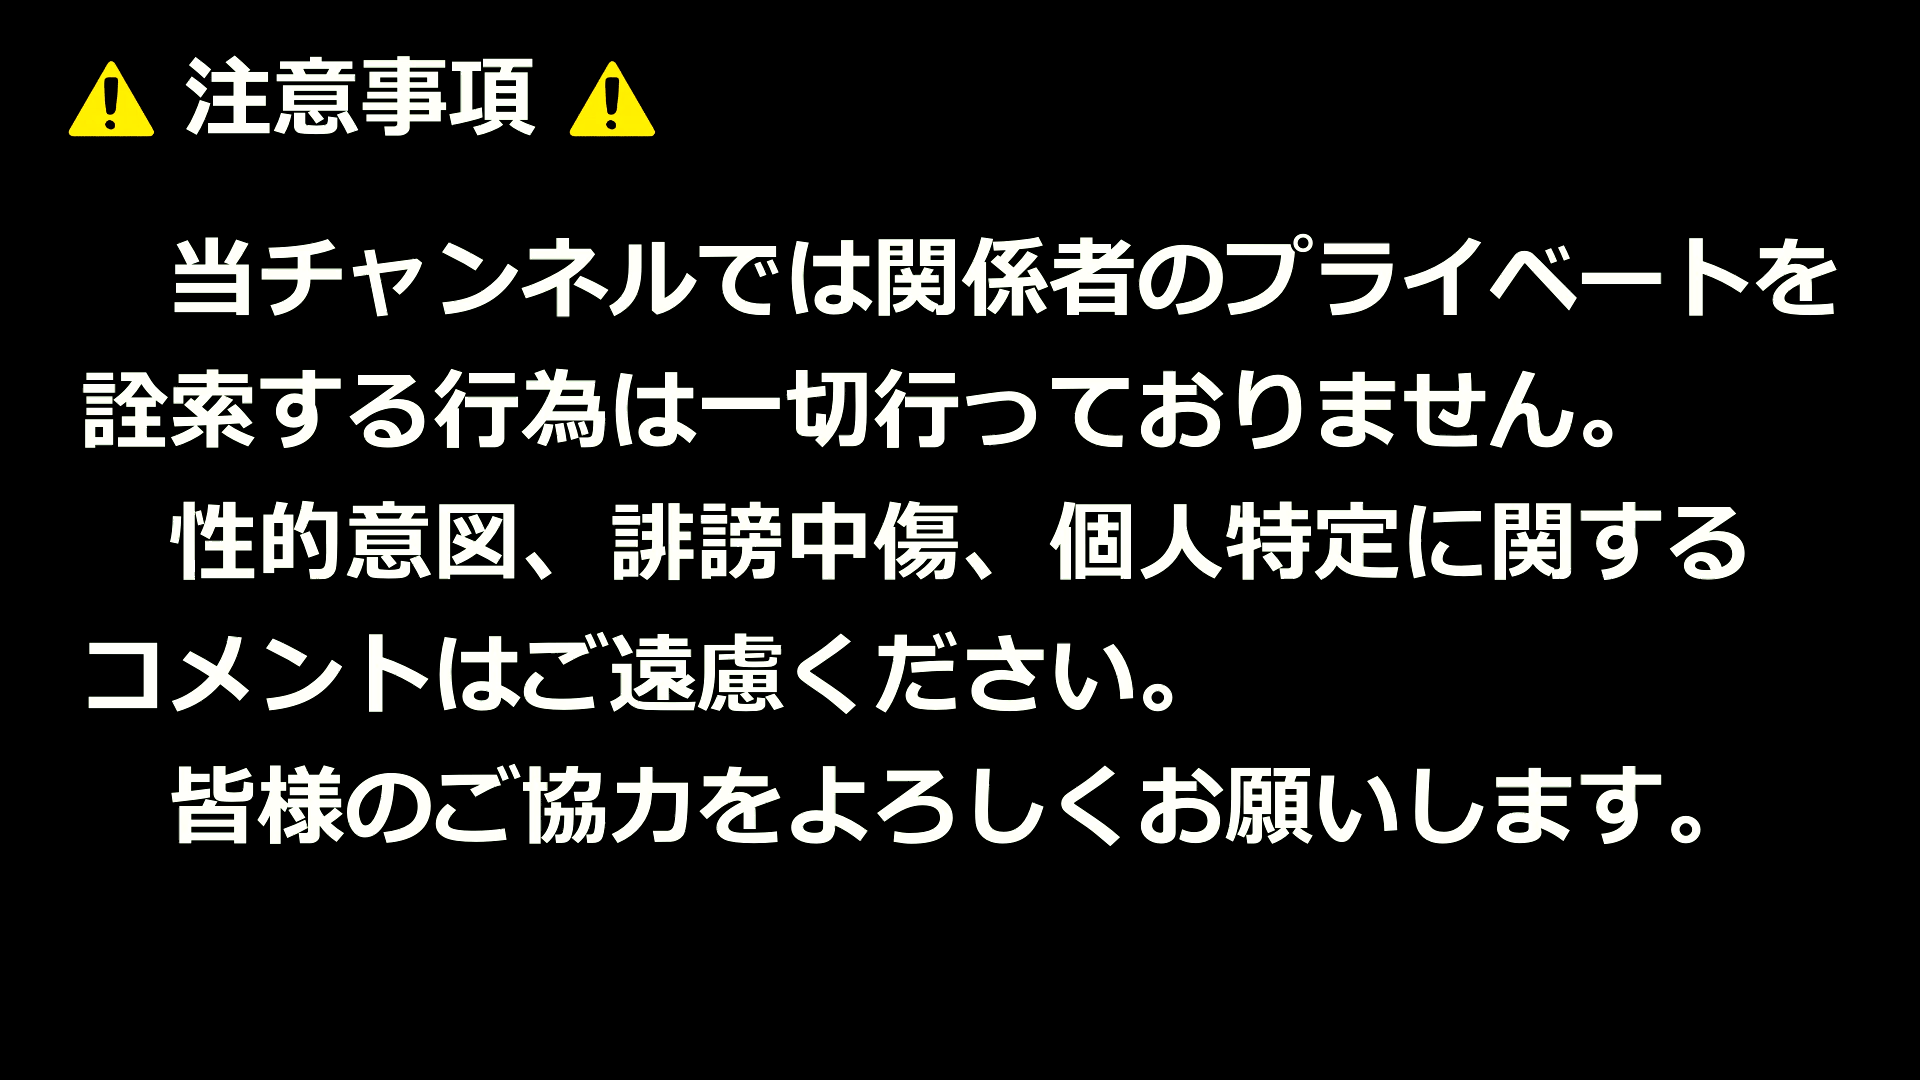 ⚠ 注意事項 ⚠
　当チャンネルでは関係者のプライベートを
詮索する行為は一切行っておりません。
　性的意図、誹謗中傷、個人特定に関する
コメントはご遠慮ください。
　皆様のご協力をよろしくお願いします。